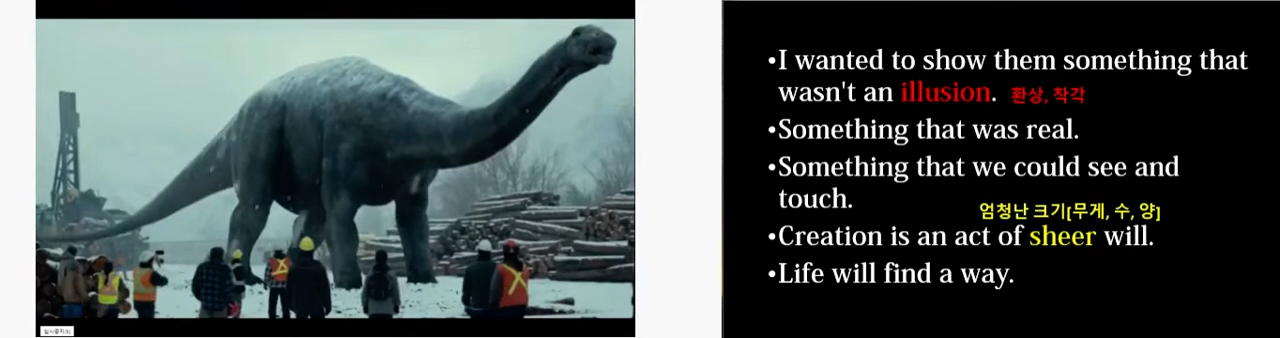 •I wanted to show them something that
wasn't an illusion. 환상, 착각
•Something that was real.
•Something that we could see and
touch.
엄청난 크기[무게, 수, 양]
•Creation is an act of sheer will.
•Life will find a way.